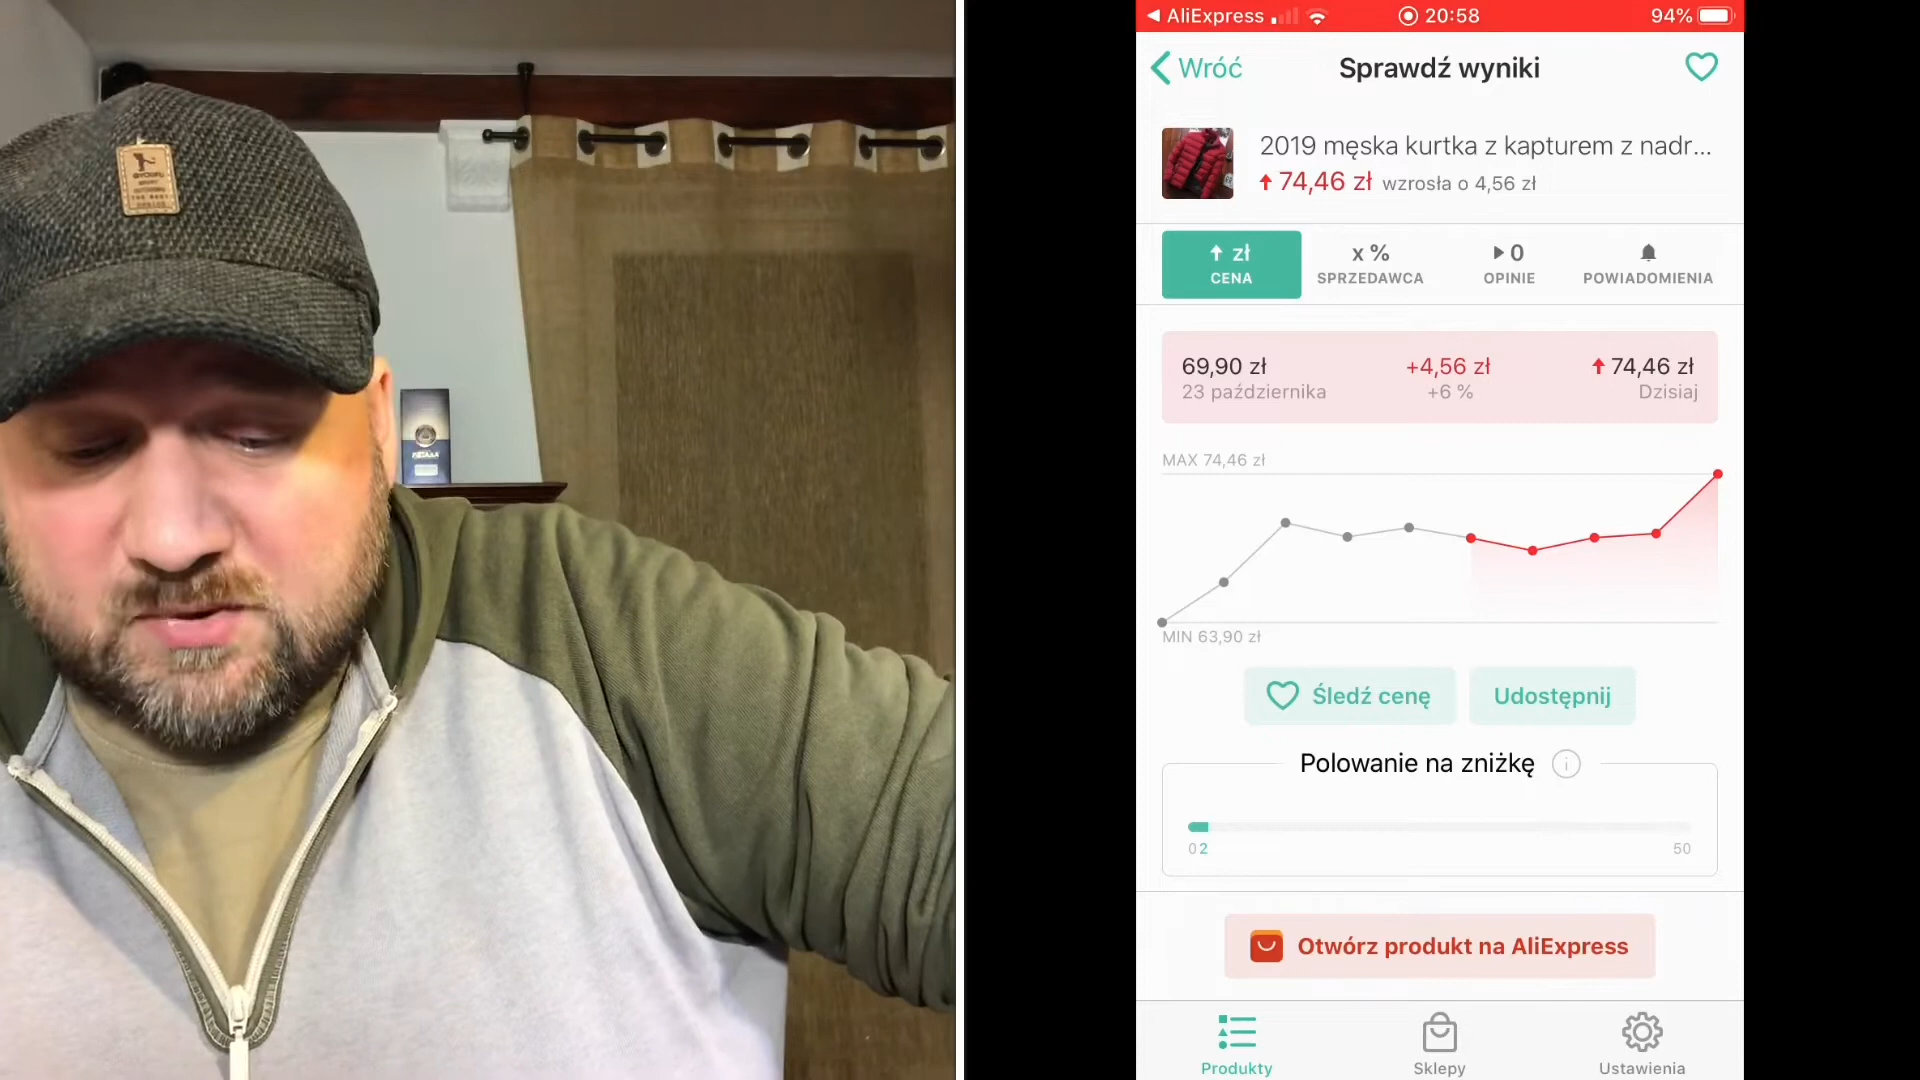 AliExpress
20:58
94%
Wróć
Sprawdź wyniki
2019 męska kurtka z kapturem z nadr...
74,46 zł wzrosła o 4,56 zł
zł
CENA
x %
SPRZEDAWCA
0
OPINIE
POWIADOMIENIA
69,90 zł
+4,56 zł
74,46 zł
23 października
+6 %
Dzisiaj
MAX 74,46 zł
MIN 63,90 zł
Śledź cenę
Udostępnij
Polowanie na zniżkę
0 2
50
Otwórz produkt na AliExpress
Produkty
Sklepy
Ustawienia